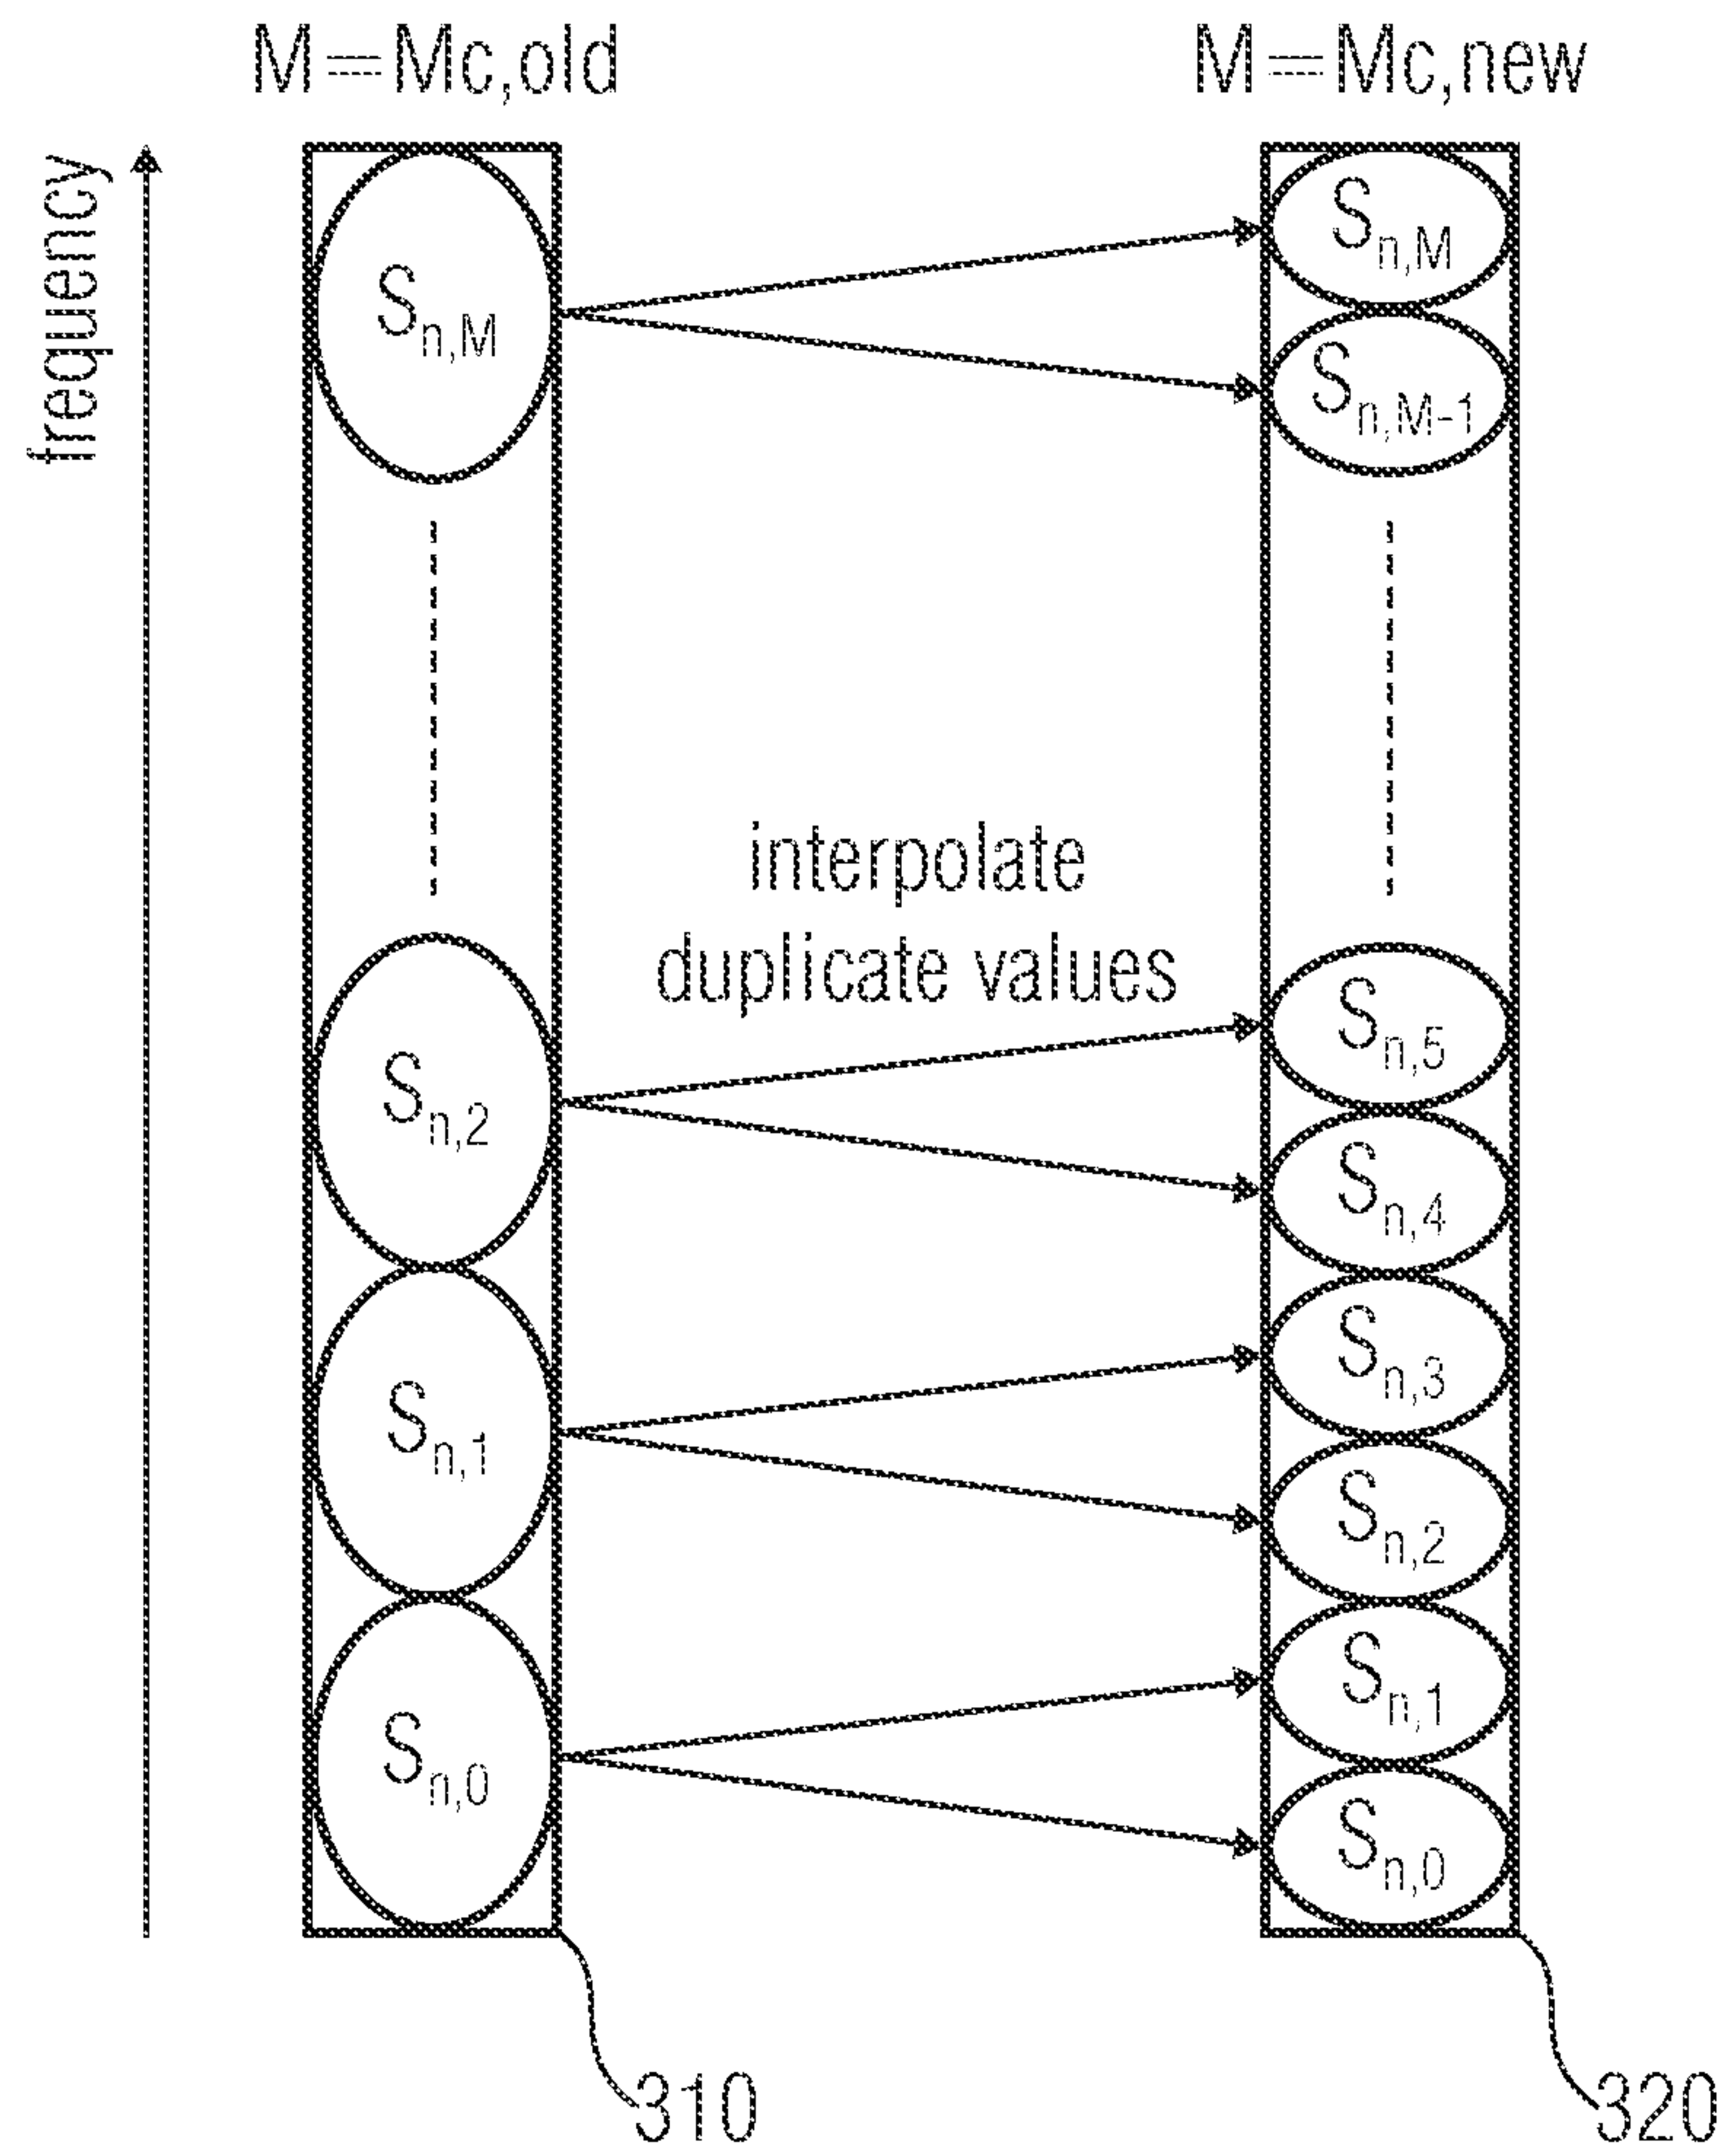 M=Mc,old
M=Mc,new
frequency
Sn,M
Sn,M
Sn,M-1
interpolate
duplicate values
Sn,2
Sn,1
Sn,0
Sn,5
Sn,4
Sn,3
Sn,2
Sn,1
Sn,0
310
320